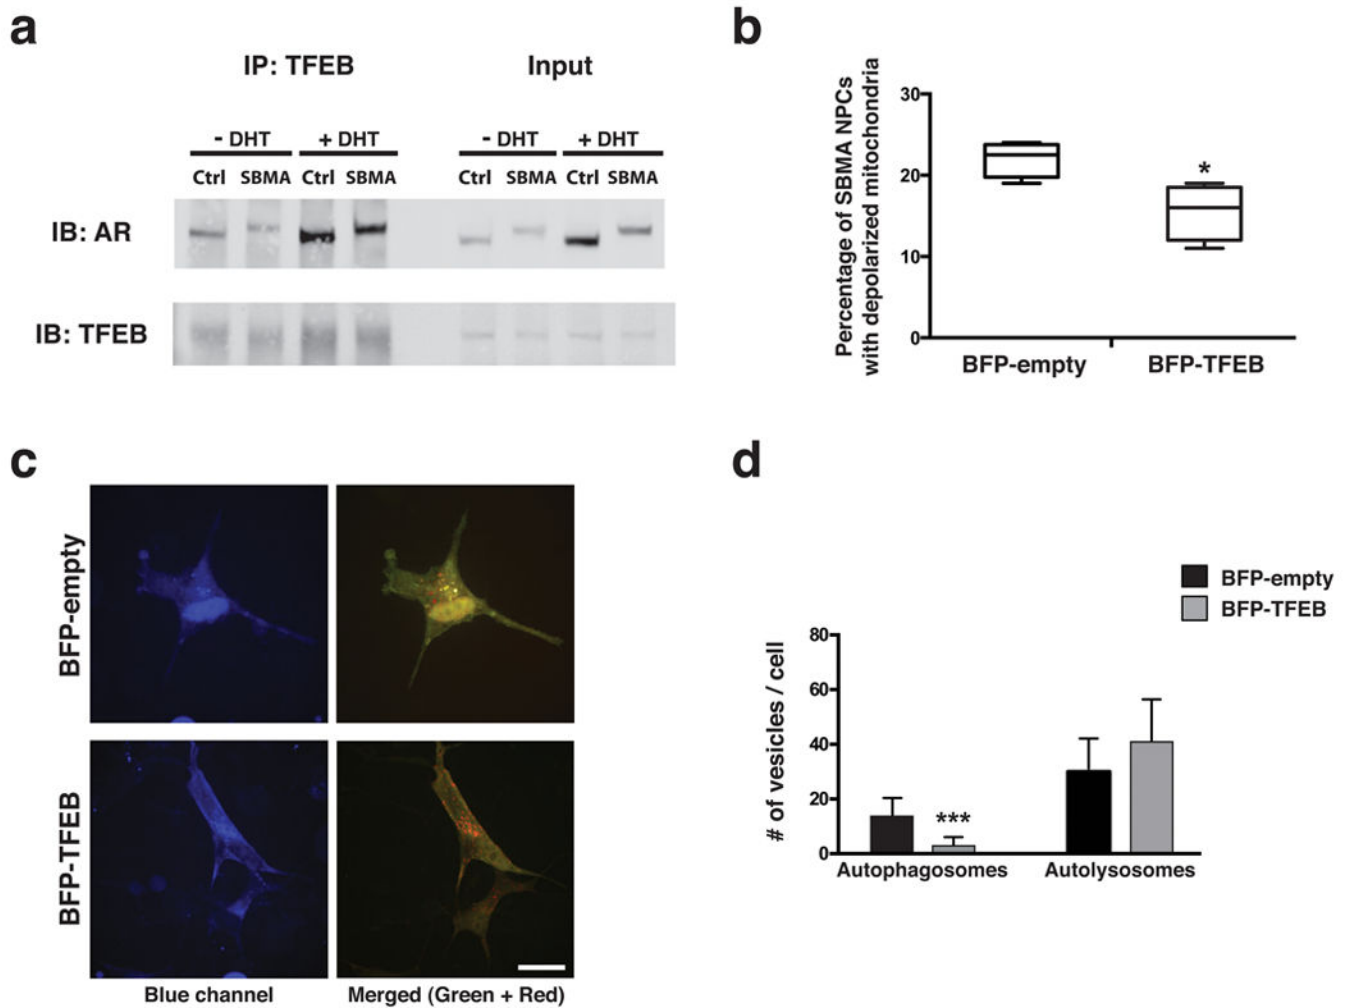 a
IP: TFEB
Input
- DHT
+ DHT
- DHT
+ DHT
Ctrl
SBMA
Ctrl
SBMA
Ctrl
SBMA
Ctrl
SBMA
IB: AR
IB: TFEB
b
Percentage of SBMA NPCs
with depolarized mitochondria
30
20
10
0
*
BFP-empty
BFP-TFEB
c
BFP-empty
BFP-TFEB
Blue channel
Merged (Green + Red)
d
BFP-empty
BFP-TFEB
# of vesicles / cell
80
60
40
20
0
***
Autophagosomes
Autolysosomes